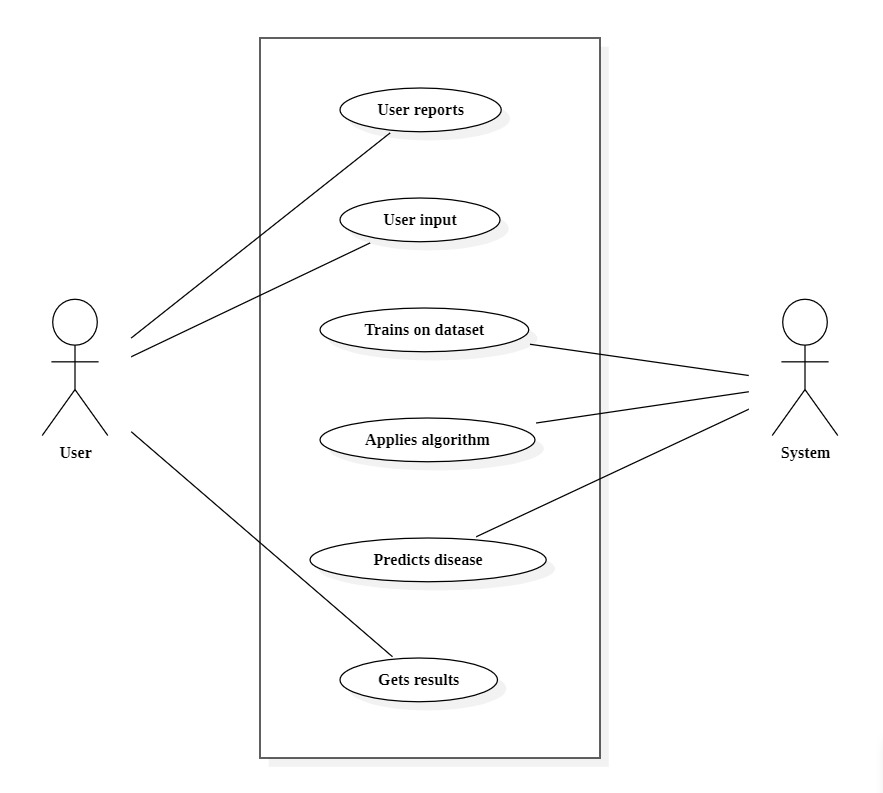 User reports
User input
Trains on dataset
Applies algorithm
User
System
Predicts disease
Gets results